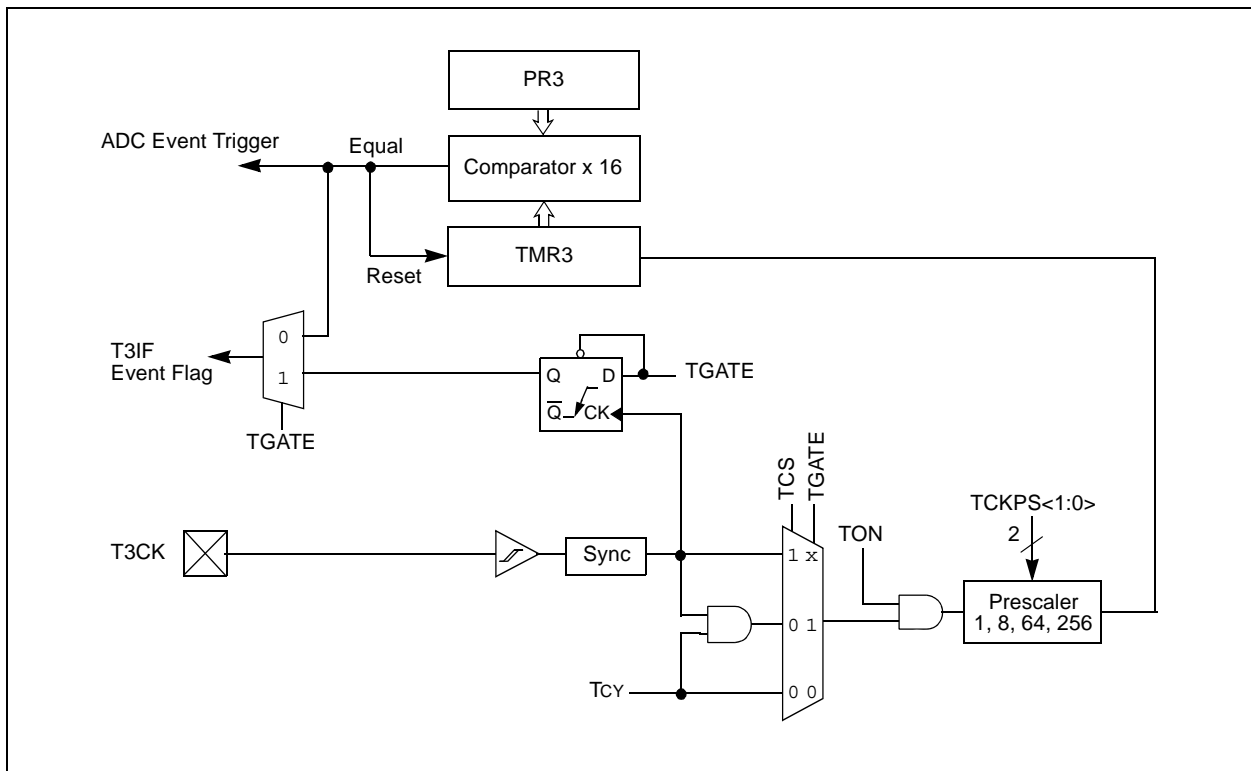 PR3
ADC Event Trigger
Equal
Comparator x 16
TMR3
Reset
0
T3IF
Event Flag
1
Q D
TGATE
Q CK
TGATE
TCS
TGATE
TCKPS<1:0>
2
TON
T3CK
Sync
1 x
Prescaler
1, 8, 64, 256
0 1
TCY
0 0